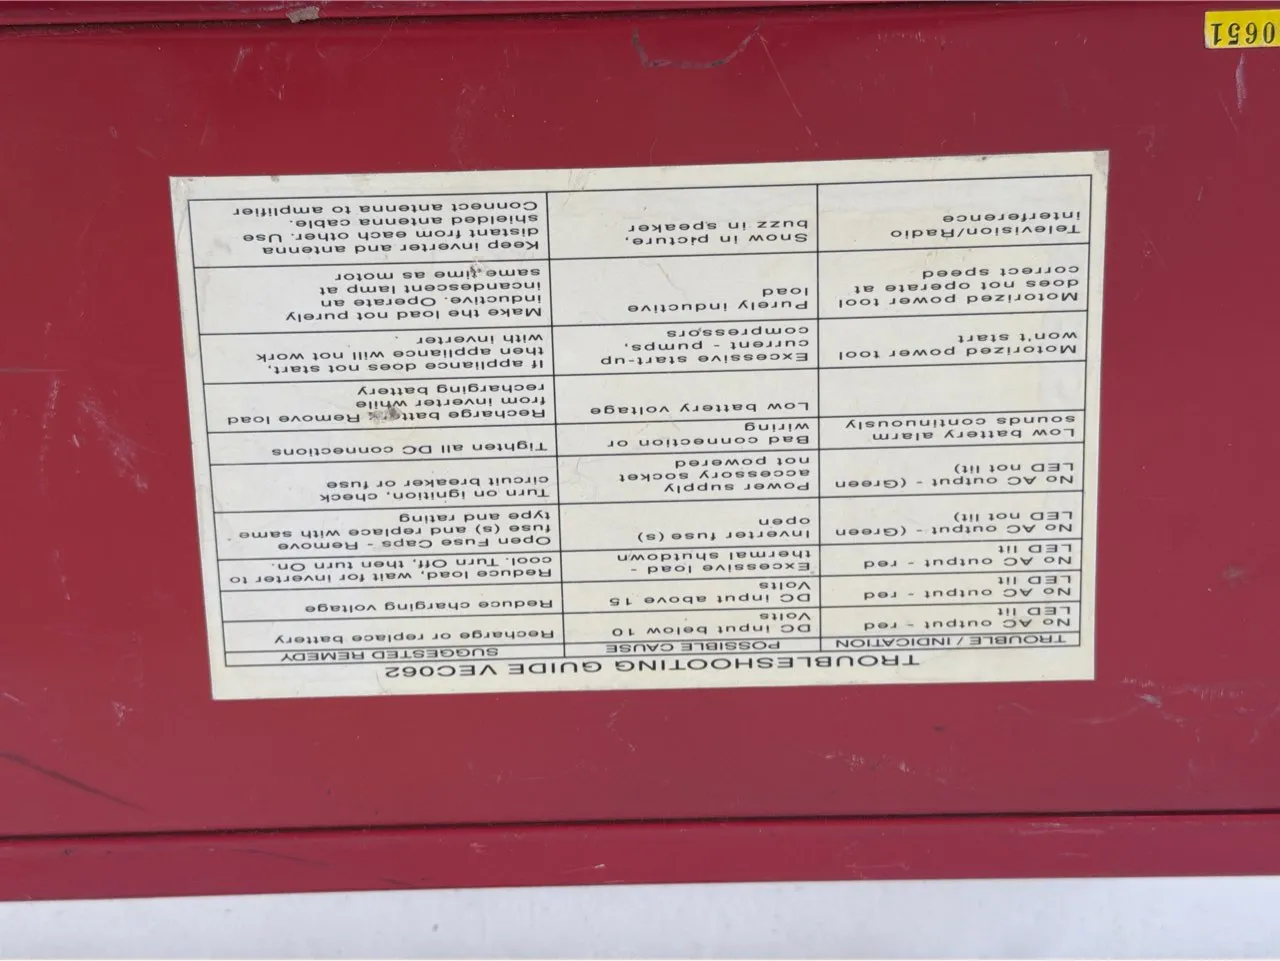 TROUBLESHOOTING GUIDE VEC062
TROUBLE / INDICATION POSSIBLE CAUSE SUGGESTED REMEDY
No AC output - red
LED lit
DC input below 10
Volts
Recharge or replace battery
No AC output - red
LED lit
DC input above 15
Volts
Reduce charging voltage
No AC output - red
LED lit
Excessive load -
thermal shutdown
Reduce load, wait for inverter to
cool. Turn Off, then turn On.
No AC output - (Green
LED not lit)
Inverter fuse (s)
open
Open Fuse Caps - Remove
fuse (s) and replace with same
type and rating
No AC output - (Green
LED not lit)
Power supply
accessory socket
not powered
Turn on ignition, check
circuit breaker or fuse
Low battery alarm
sounds continuously
Bad connection or
wiring
Tighten all DC connections
Low battery voltage
Recharge battery Remove load
from inverter while
recharging battery
Motorized power tool
won't start
Excessive start-up
current - pumps,
compressors
If appliance does not start,
then appliance will not work
with inverter
Motorized power tool
does not operate at
correct speed
Purely inductive
load
Make the load not purely
inductive. Operate an
incandescent lamp at
same time as motor
Television/Radio
interference
Snow in picture,
buzz in speaker
Keep inverter and antenna
distant from each other. Use
shielded antenna cable.
Connect antenna to amplifier
0651